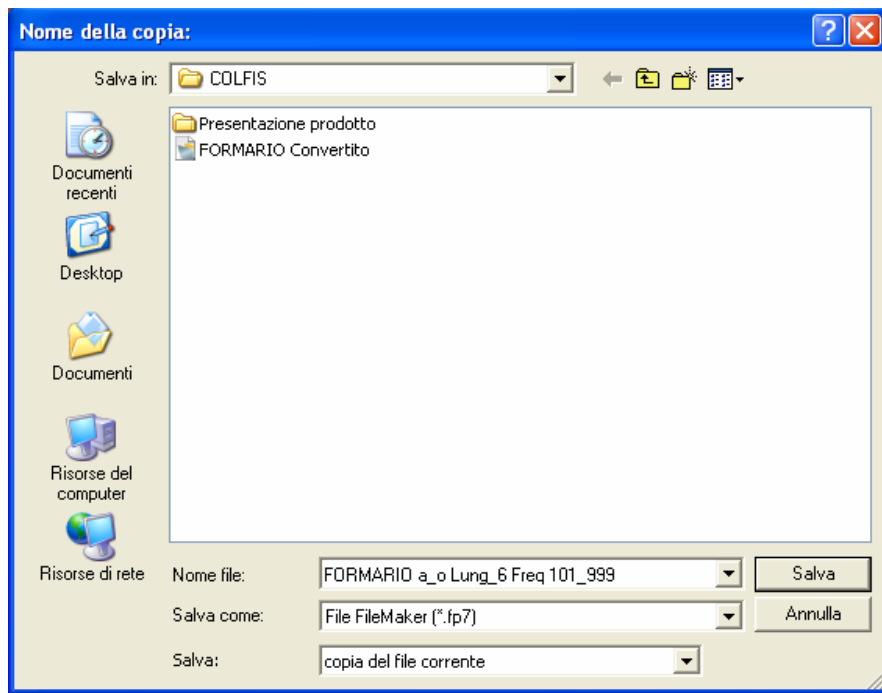 Nome della copia:
Salva in: COLFIS
Presentazione prodotto
FORMARIO Convertito
Documenti
recenti
Desktop
Documenti
Risorse del
computer
Risorse di rete
Nome file: FORMARIO a_o Lung_6 Freq 101_999 Salva
Salva come: File FileMaker (*.fp7) Annulla
Salva: copia del file corrente